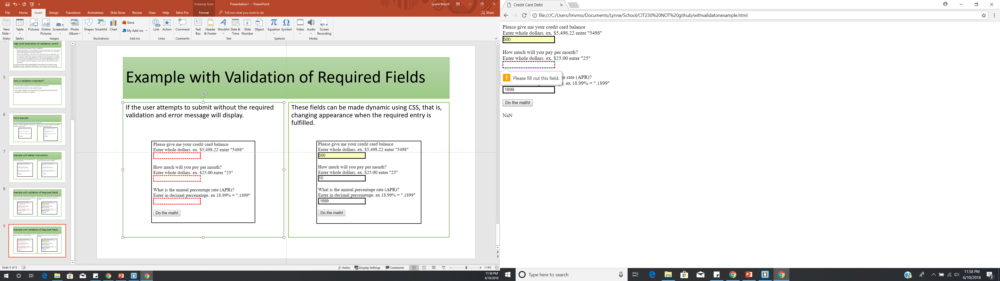 Drawing Tools
Presentation1 - PowerPoint
Lynne Merrill
File Home Insert Design Transitions Animations Slide Show Review View Help Nitro Pro Format Tell me what you want to do Share
New Slide
Table
Pictures
Online Pictures
Screenshot
Photo Album
Shapes
SmartArt
Chart
Store
My Add-ins
Link
Action
Comment
Text Box
Header & Footer
WordArt
Date & Time
Slide Number
Object
Equation
Symbol
Video
Audio
Screen Recording
Slides Tables Images Illustrations Add-ins Links Comments Text Symbols Media
High Level Description of Validation- cont'd
5
Why is Validation Important?
6
Form Example
7
Example with Better Instructions:
8
Example with Validation of Required Fields
9
Example with Validation of Required Fields
Example with Validation of Required Fields
If the user attempts to submit without the required
validation and error message will display.
Please give me your credit card balance
Enter whole dollars. ex. $5,498.22 enter "5498"
How much will you pay per month?
Enter whole dollars. ex. $25.00 enter "25"
What is the annual percentage rate (APR)?
Enter in decimal percenatage. ex 18.99% = ".1899"
Do the math!
These fields can be made dynamic using CSS, that is,
changing appearance when the required entry is
fulfilled.
Please give me your credit card balance
Enter whole dollars. ex. $5,498.22 enter "5498"
500
How much will you pay per month?
Enter whole dollars. ex. $25.00 enter "25"
10
What is the annual percentage rate (APR)?
Enter in decimal percenatage. ex 18.99% = ".1899"
.1899
Do the math!
Slide 9 of 9
Notes Display Settings Comments 114%
11:58 PM
6/10/2018
Credit Card Debt
file:///C:/Users/lmvmo/Documents/Lynne/School/CIT230%20NOT%20github/withvalidatonexample.html
Please give me your credit card balance
Enter whole dollars. ex. $5,498.22 enter "5498"
500
How much will you pay per month?
Enter whole dollars. ex. $25.00 enter "25"
Please fill out this field.
ge rate (APR)?
ge. ex 18.99% = ".1899"
.1899
Do the math!
NaN
Type here to search
11:58 PM
6/10/2018
2